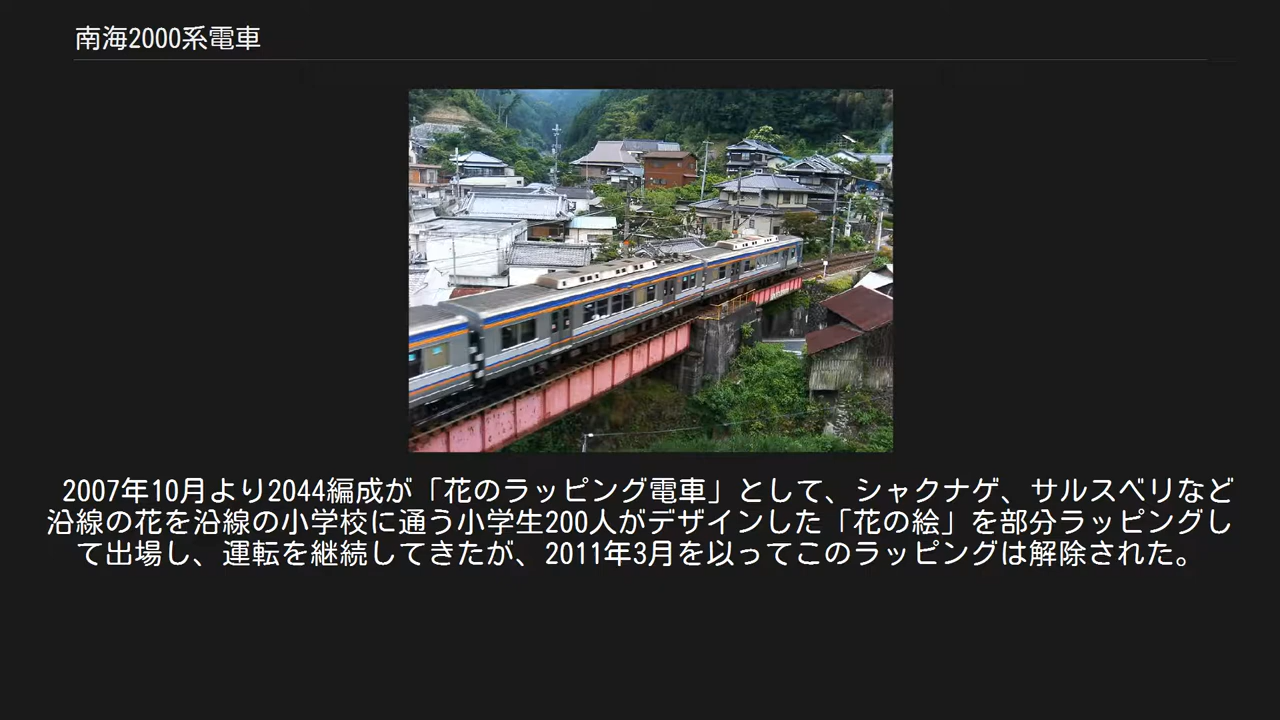 南海2000系電車
2007年10月より2044編成が「花のラッピング電車」として、シャクナゲ、サルスベリなど
沿線の花を沿線の小学校に通う小学生200人がデザインした「花の絵」を部分ラッピングし
て出場し、運転を継続してきたが、2011年3月を以ってこのラッピングは解除された。